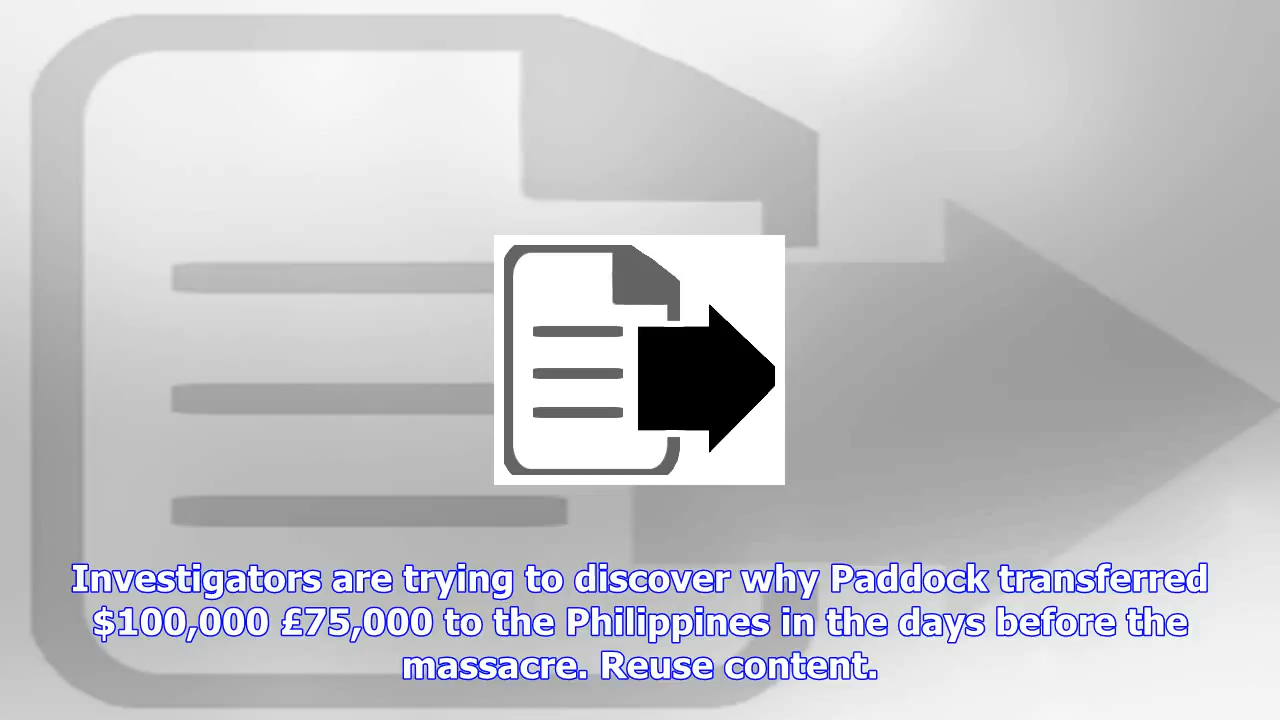 Investigators are trying to discover why Paddock transferred
$100,000 £75,000 to the Philippines in the days before the
massacre. Reuse content.